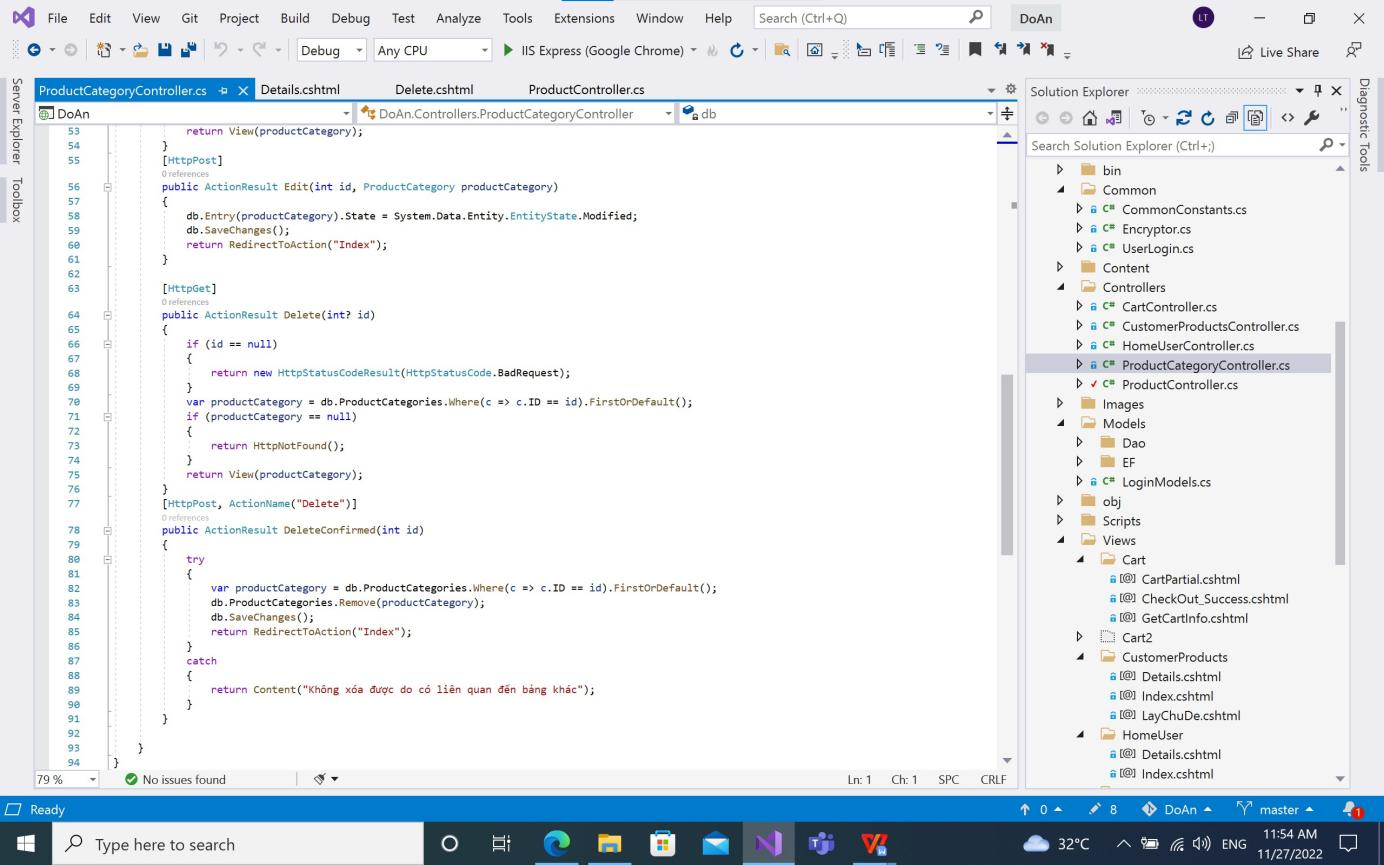 File Edit View Git Project Build Debug Test Analyze Tools Extensions Window Help Search (Ctrl+Q) DoAn LT
Debug Any CPU IIS Express (Google Chrome) Live Share
ProductCategoryController.cs Details.cshtml Delete.cshtml ProductController.cs
DoAn DoAn.Controllers.ProductCategoryController db
Server Explorer
Toolbox
53 return View(productCategory);
54 }
55 [HttpPost]
0 references
56 public ActionResult Edit(int id, ProductCategory productCategory)
57 {
58 db.Entry(productCategory).State = System.Data.Entity.EntityState.Modified;
59 db.SaveChanges();
60 return RedirectToAction("Index");
61 }
62
63 [HttpGet]
0 references
64 public ActionResult Delete(int? id)
65 {
66 if (id == null)
67 {
68 return new HttpStatusCodeResult(HttpStatusCode.BadRequest);
69 }
70 var productCategory = db.ProductCategories.Where(c => c.ID == id).FirstOrDefault();
71 if (productCategory == null)
72 {
73 return HttpNotFound();
74 }
75 return View(productCategory);
76 }
77 [HttpPost, ActionName("Delete")]
0 references
78 public ActionResult DeleteConfirmed(int id)
79 {
80 try
81 {
82 var productCategory = db.ProductCategories.Where(c => c.ID == id).FirstOrDefault();
83 db.ProductCategories.Remove(productCategory);
84 db.SaveChanges();
85 return RedirectToAction("Index");
86 }
87 catch
88 {
89 return Content("Không xóa được do có liên quan đến bảng khác");
90 }
91 }
92
93 }
94 }
79 % No issues found Ln: 1 Ch: 1 SPC CRLF
Solution Explorer
Search Solution Explorer (Ctrl+;)
bin
Common
C# CommonConstants.cs
C# Encryptor.cs
C# UserLogin.cs
Content
Controllers
C# CartController.cs
C# CustomerProductsController.cs
C# HomeUserController.cs
C# ProductCategoryController.cs
C# ProductController.cs
Images
Models
Dao
EF
C# LoginModels.cs
obj
Scripts
Views
Cart
[@] CartPartial.cshtml
[@] CheckOut_Success.cshtml
[@] GetCartInfo.cshtml
Cart2
CustomerProducts
[@] Details.cshtml
[@] Index.cshtml
[@] LayChuDe.cshtml
HomeUser
[@] Details.cshtml
[@] Index.cshtml
Diagnostic Tools
Ready 0 8 DoAn master 1
Type here to search 32°C ENG 11:54 AM
11/27/2022